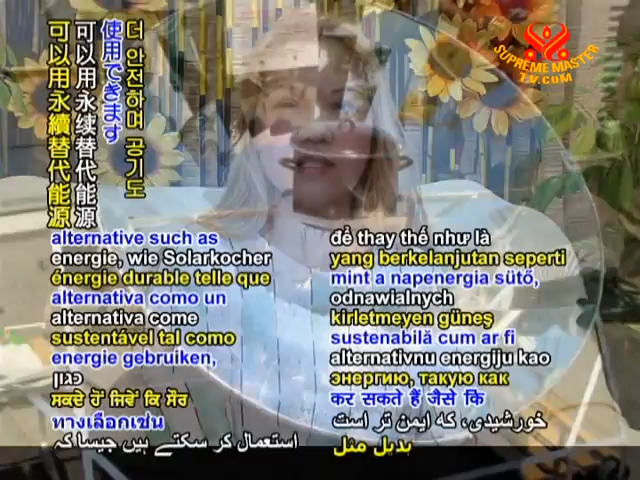 SUPREME MASTER
T.V.COM
더 안전하며 공기도
使用できます
可以用永续替代能源
可以用永續替代能源
alternative such as
energie, wie Solarkocher
énergie durable telle que
alternativa como un
alternativa come
sustentável tal como
energie gebruiken,
כגון
ਸਕਦੇ ਹੋਂ ਜਿਵੇਂ ਕਿ ਸੌਰ
ทางเลือกเช่น
استعمال کر سکتے ہیں جیسا کہ
để thay thế như là
yang berkelanjutan seperti
mint a napenergia sütő,
odnawialnych
kirletmeyen güneş
sustenabilă cum ar fi
alternativnu energiju kao
энергию, такую как
कर सकते हैं जैसे कि
خورشیدی، که ایمن تر است
بديل مثل